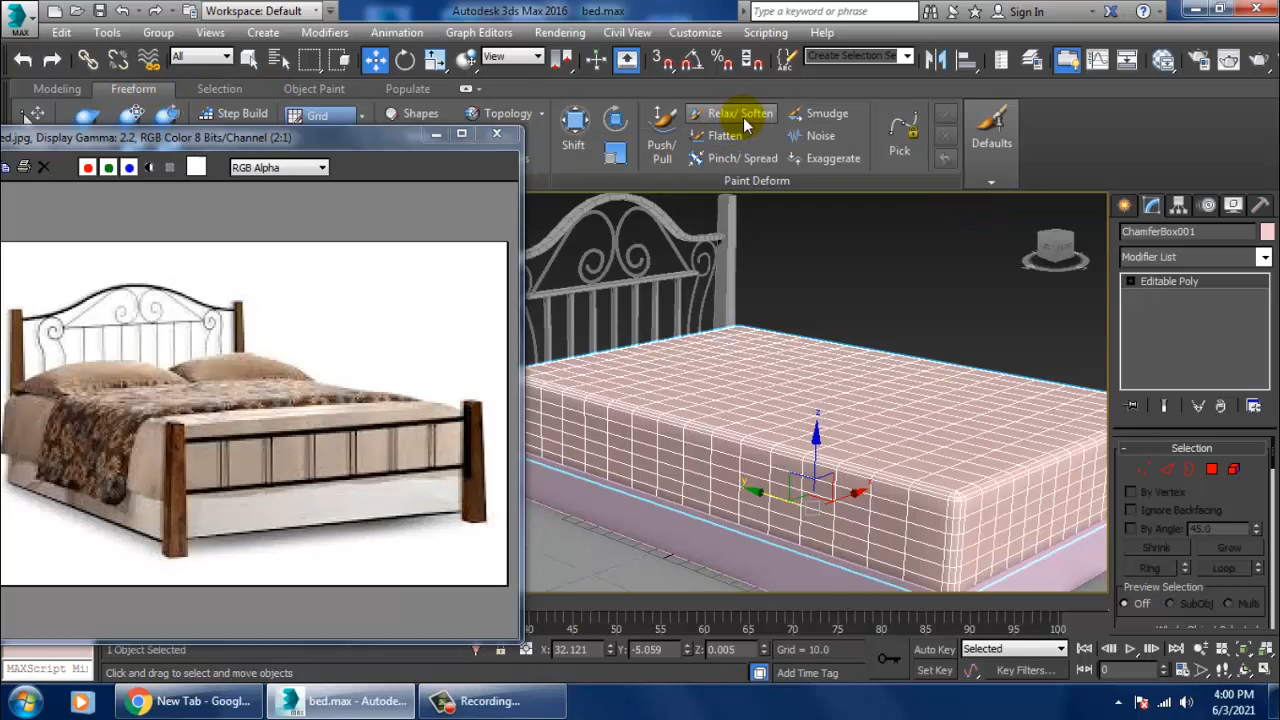 Workspace: Default
Autodesk 3ds Max 2016 bed.max
Type a keyword or phrase
Sign In
MAX
Edit Tools Group Views Create Modifiers Animation Graph Editors Rendering Civil View Customize Scripting Help
All
View
Create Selection Se
Modeling Freeform Selection Object Paint Populate
Step Build
Grid
Shapes
Topology
Shift
Push/
Pull
Relax/ Soften
Flatten
Pinch/ Spread
Smudge
Noise
Exaggerate
Pick
Defaults
Paint Deform
ed.jpg, Display Gamma: 2.2, RGB Color 8 Bits/Channel (2:1)
RGB Alpha
ChamferBox001
Modifier List
Editable Poly
z
y
Selection
By Vertex
Ignore Backfacing
By Angle: 45.0
Shrink Grow
Ring Loop
Preview Selection
Off SubObj Multi
45 50 55 60 65 70 75 80 85 90 95 100
1 Object Selected
X: 32.121 Y: -5.059 Z: 0.005 Grid = 10.0
Auto Key Selected
MAXScript Mi
Click and drag to select and move objects
Add Time Tag
Set Key Key Filters...
0
New Tab - Googl...
bed.max - Autode...
Recording...
4:00 PM
6/3/2021